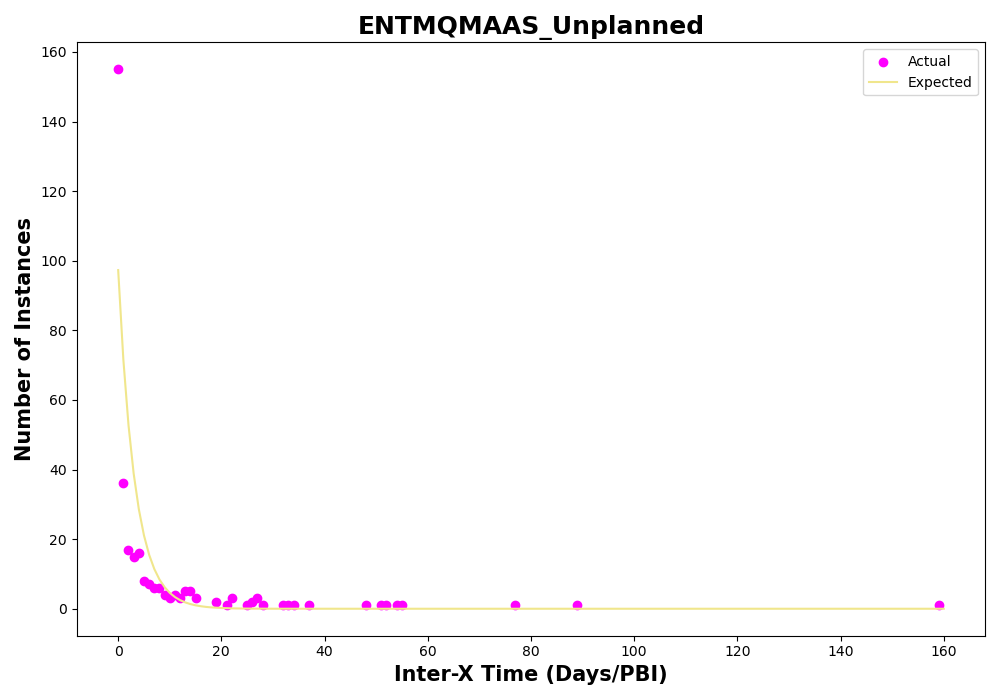 ENTMQMAAS_Unplanned
Actual
Expected
Number of Instances
160
140
120
100
80
60
40
20
0
0 20 40 60 80 100 120 140 160
Inter-X Time (Days/PBI)